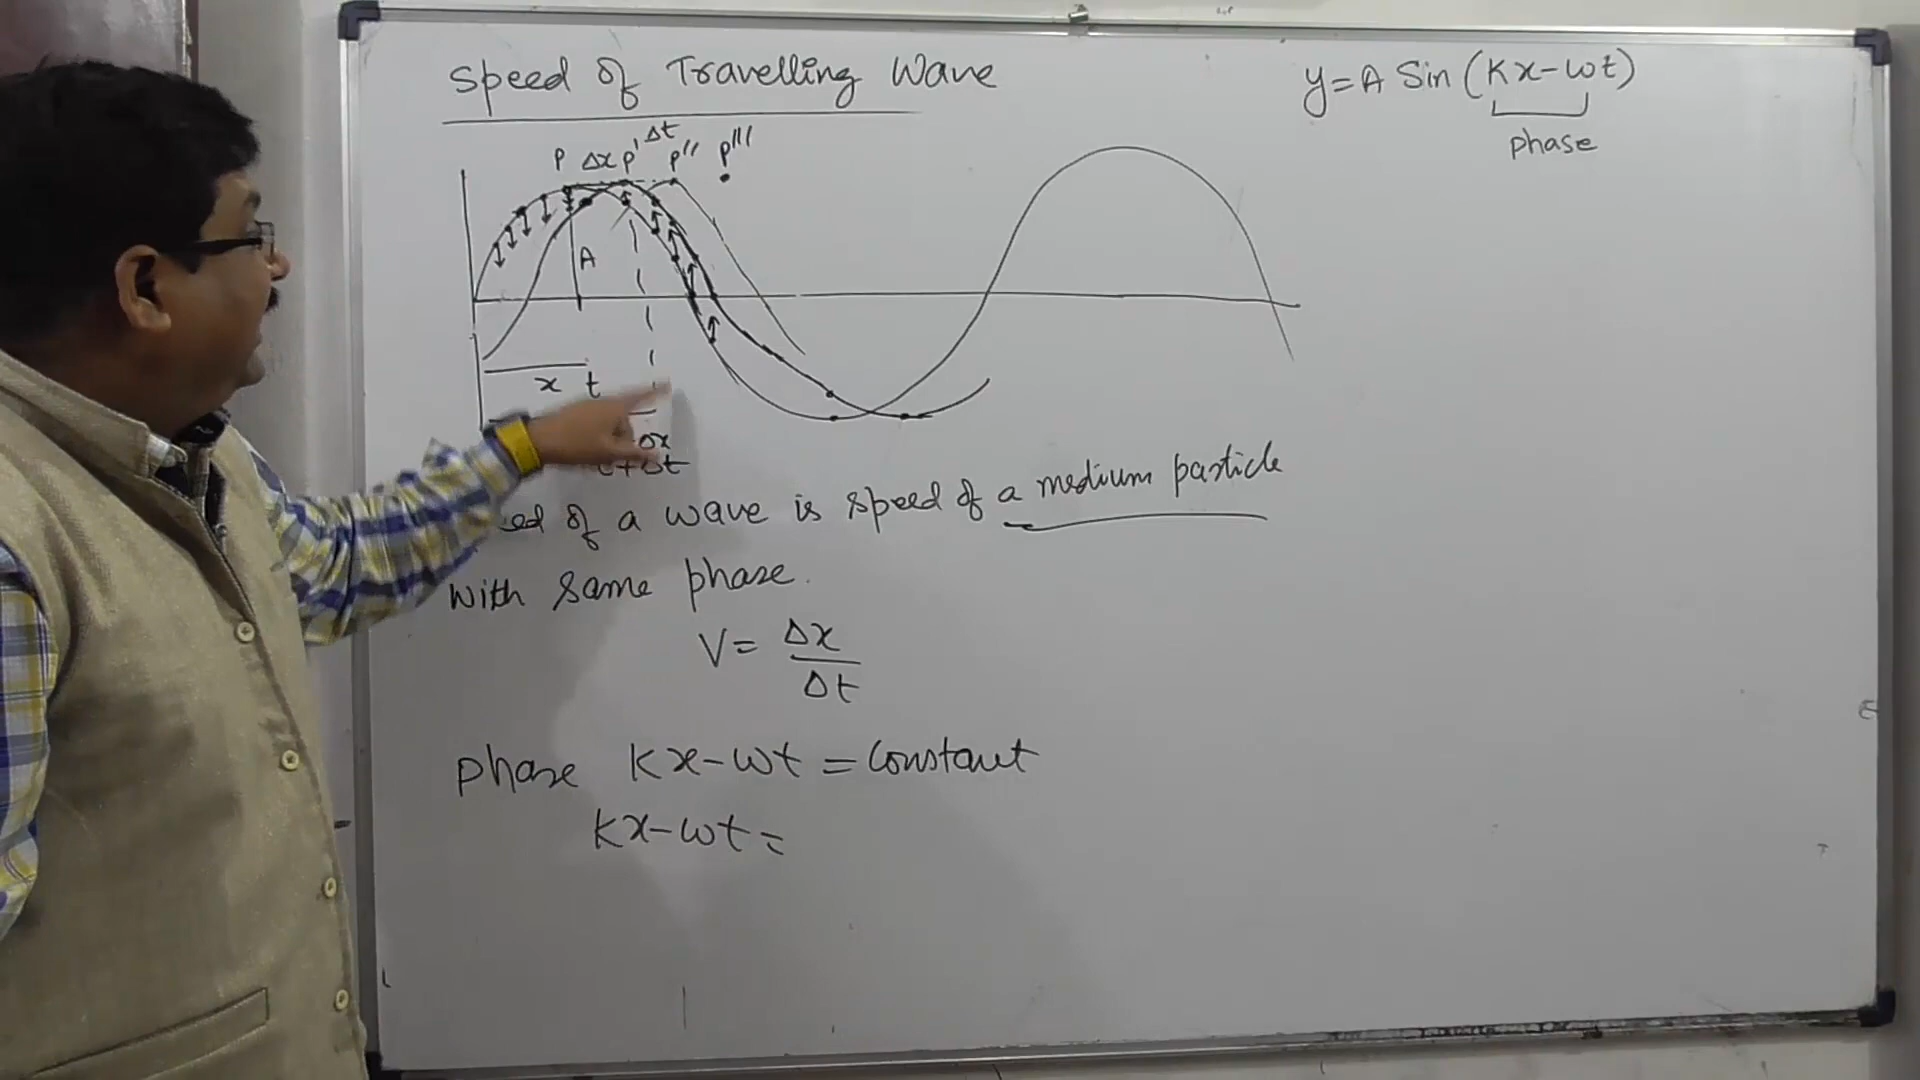 Speed of Travelling Wave
y=A Sin (Kx-ωt)
phase
P Δx P' Δt P'' P'''
A
x t
Δx
t+Δt
of a wave is speed of a medium particle
with same phase.
V= Δx
Δt
phase Kx-ωt = Constant
Kx-ωt =